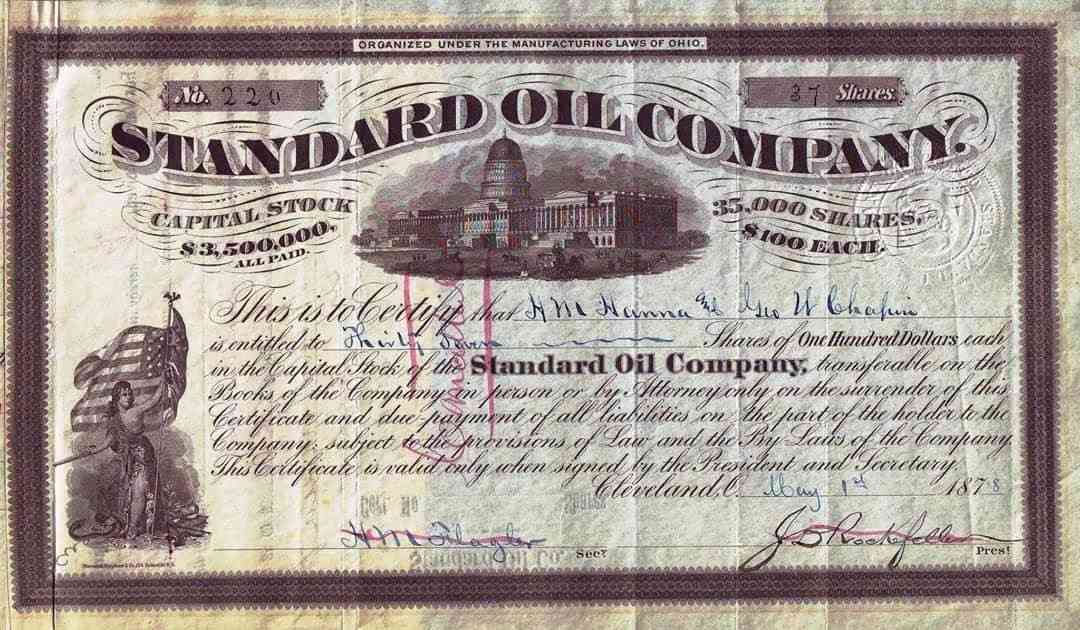 ORGANIZED UNDER THE MANUFACTURING LAWS OF OHIO.
No. 220
37 Shares
STANDARD OIL COMPANY.
CAPITAL STOCK
$3,500,000,
ALL PAID.
35,000 SHARES,
$100 EACH.
This is to Certify that H M Hanna and Geo W Chapin
is entitled to Thirty Seven Shares of One Hundred Dollars each
in the Capital Stock of the Standard Oil Company, transferable on the
Books of the Company in person or by Attorney only on the surrender of this
Certificate and due payment of all liabilities on the part of the holder to the
Company: subject to the provisions of Law and the By Laws of the Company.
This Certificate is valid only when signed by the President and Secretary.
Cleveland, O. May 1st 1878
H M Flagler Secy
J D Rockefeller Prest
Cancelled
Standard Oil Co.